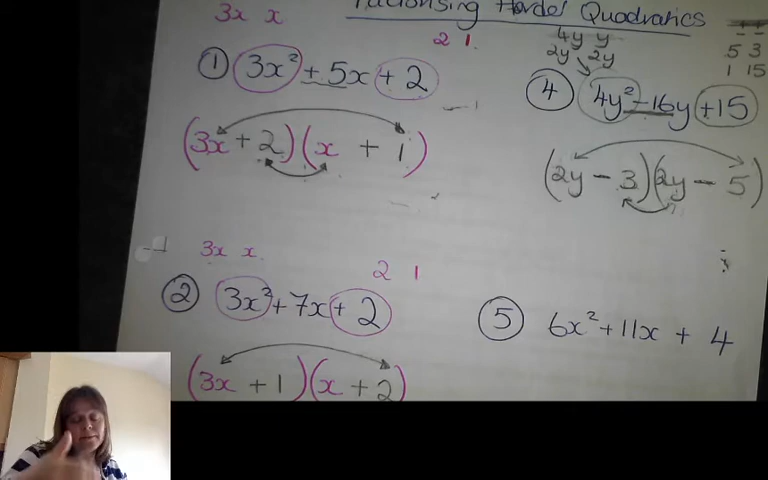 Factorising Harder Quadratics
3x x
2 1
① 3x² + 5x + 2
(3x + 2)(x + 1)
3x x
2 1
② 3x² + 7x + 2
(3x + 1)(x + 2)
4y y
2y 2y
5 3
1 15
④ 4y² - 16y + 15
(2y - 3)(2y - 5)
⑤ 6x² + 11x + 4